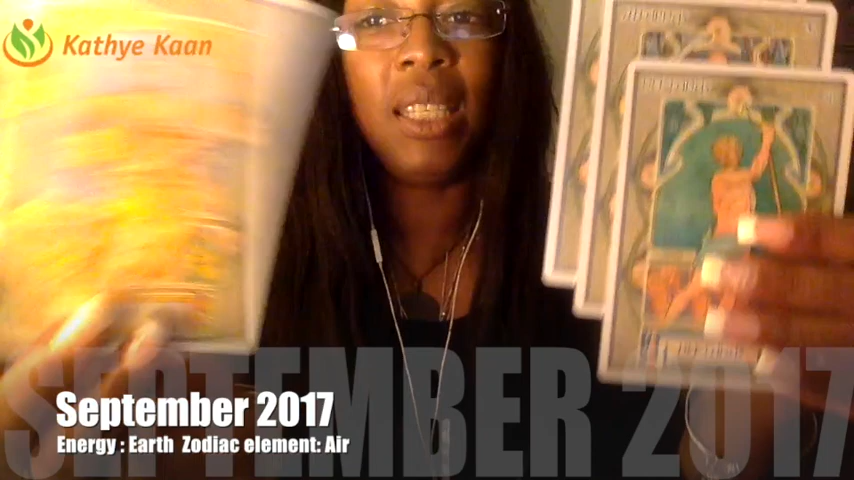 Kathye Kaan
SEPTEMBER 2017
September 2017
Energy : Earth Zodiac element: Air